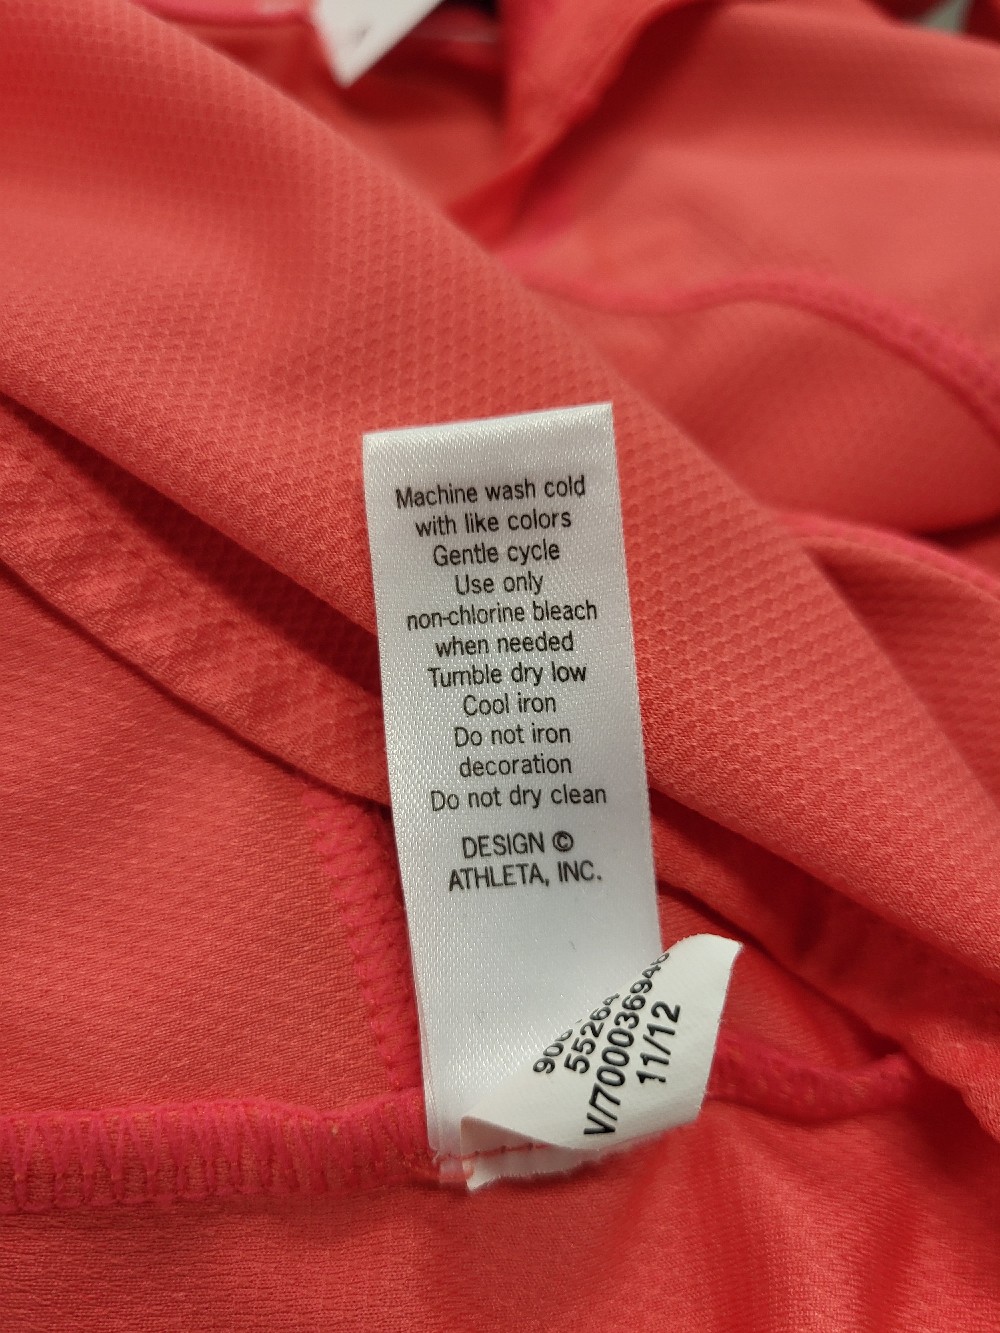 Machine wash cold
with like colors
Gentle cycle
Use only
non-chlorine bleach
when needed
Tumble dry low
Cool iron
Do not iron
decoration
Do not dry clean
DESIGN ©
ATHLETA, INC.
11/12